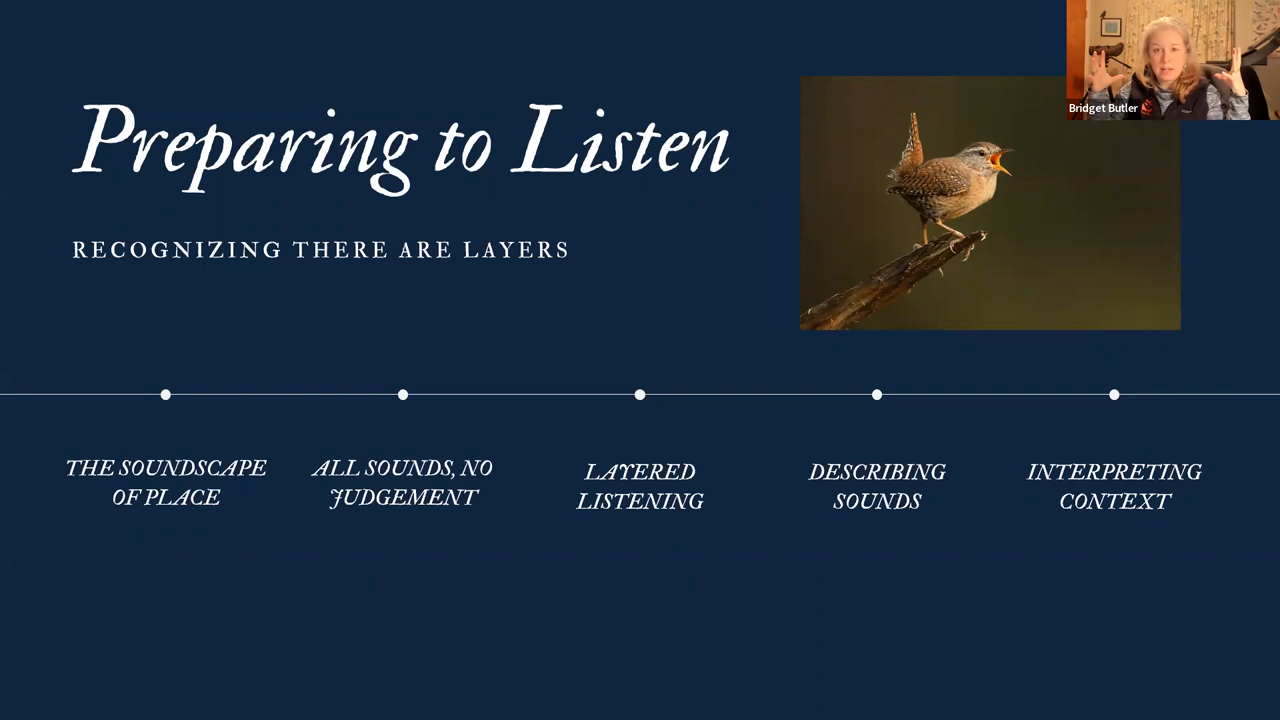 Preparing to Listen
RECOGNIZING THERE ARE LAYERS
Bridget Butler
THE SOUNDSCAPE
OF PLACE
ALL SOUNDS, NO
JUDGEMENT
LAYERED
LISTENING
DESCRIBING
SOUNDS
INTERPRETING
CONTEXT